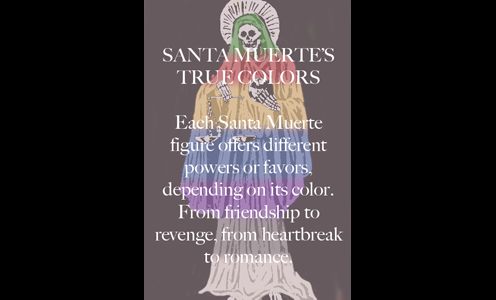 SANTA MUERTE'S
TRUE COLORS
Each Santa Muerte
figure offers different
powers or favors,
depending on its color.
From friendship to
revenge, from heartbreak
to romance.